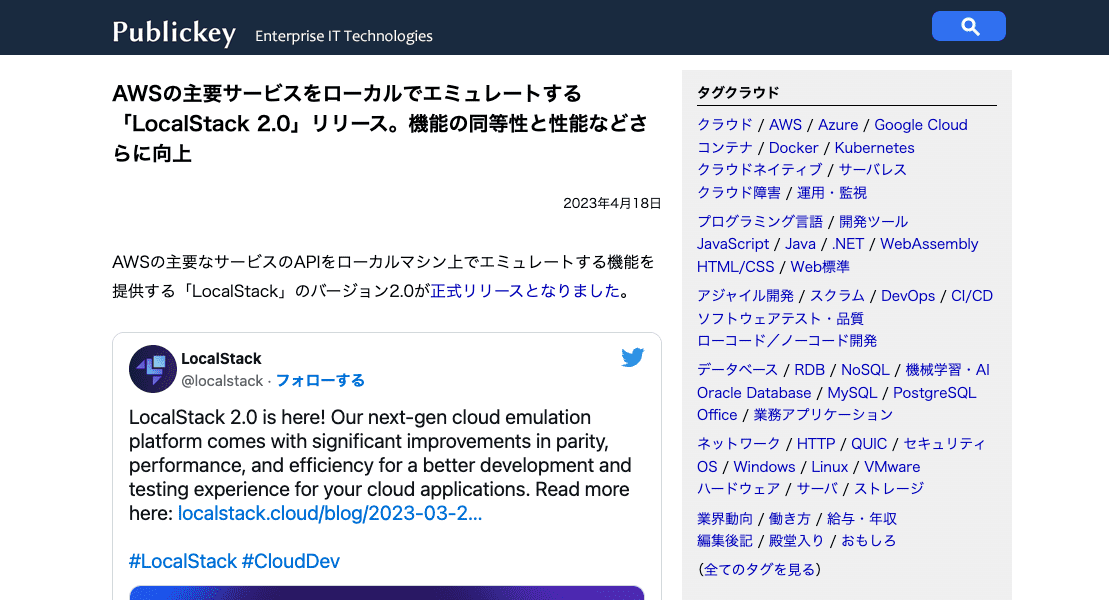 Publickey Enterprise IT Technologies
AWSの主要サービスをローカルでエミュレートする
「LocalStack 2.0」リリース。機能の同等性と性能などさ
らに向上
2023年4月18日
AWSの主要なサービスのAPIをローカルマシン上でエミュレートする機能を
提供する「LocalStack」のバージョン2.0が正式リリースとなりました。
LocalStack
@localstack · フォローする
LocalStack 2.0 is here! Our next-gen cloud emulation
platform comes with significant improvements in parity,
performance, and efficiency for a better development and
testing experience for your cloud applications. Read more
here: localstack.cloud/blog/2023-03-2...
#LocalStack #CloudDev
タグクラウド
クラウド / AWS / Azure / Google Cloud
コンテナ / Docker / Kubernetes
クラウドネイティブ / サーバレス
クラウド障害 / 運用・監視
プログラミング言語 / 開発ツール
JavaScript / Java / .NET / WebAssembly
HTML/CSS / Web標準
アジャイル開発 / スクラム / DevOps / CI/CD
ソフトウェアテスト・品質
ローコード／ノーコード開発
データベース / RDB / NoSQL / 機械学習・AI
Oracle Database / MySQL / PostgreSQL
Office / 業務アプリケーション
ネットワーク / HTTP / QUIC / セキュリティ
OS / Windows / Linux / VMware
ハードウェア / サーバ / ストレージ
業界動向 / 働き方 / 給与・年収
編集後記 / 殿堂入り / おもしろ
（全てのタグを見る）